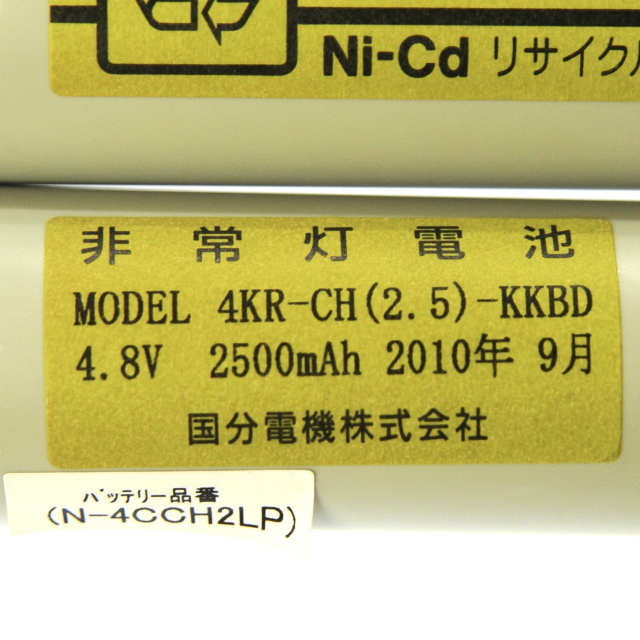 Ni-Cd リサイクル
非常灯電池
MODEL 4KR-CH(2.5)-KKBD
4.8V 2500mAh 2010年 9月
国分電機株式会社
バッテリー品番
(N-4CCH2LP)